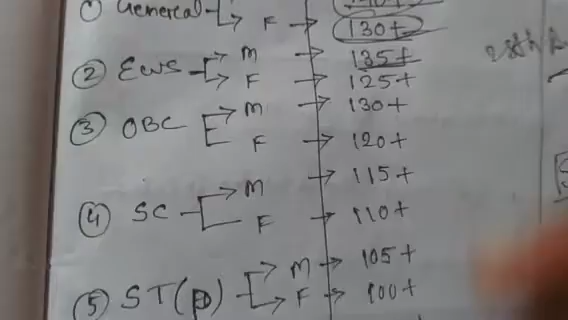 ① General → F → 130+
② EWS → M → 135+
→ F → 125+
③ OBC → M → 130+
F → 120+
④ SC → M → 115+
F → 110+
⑤ ST(P) → M → 105+
→ F → 100+